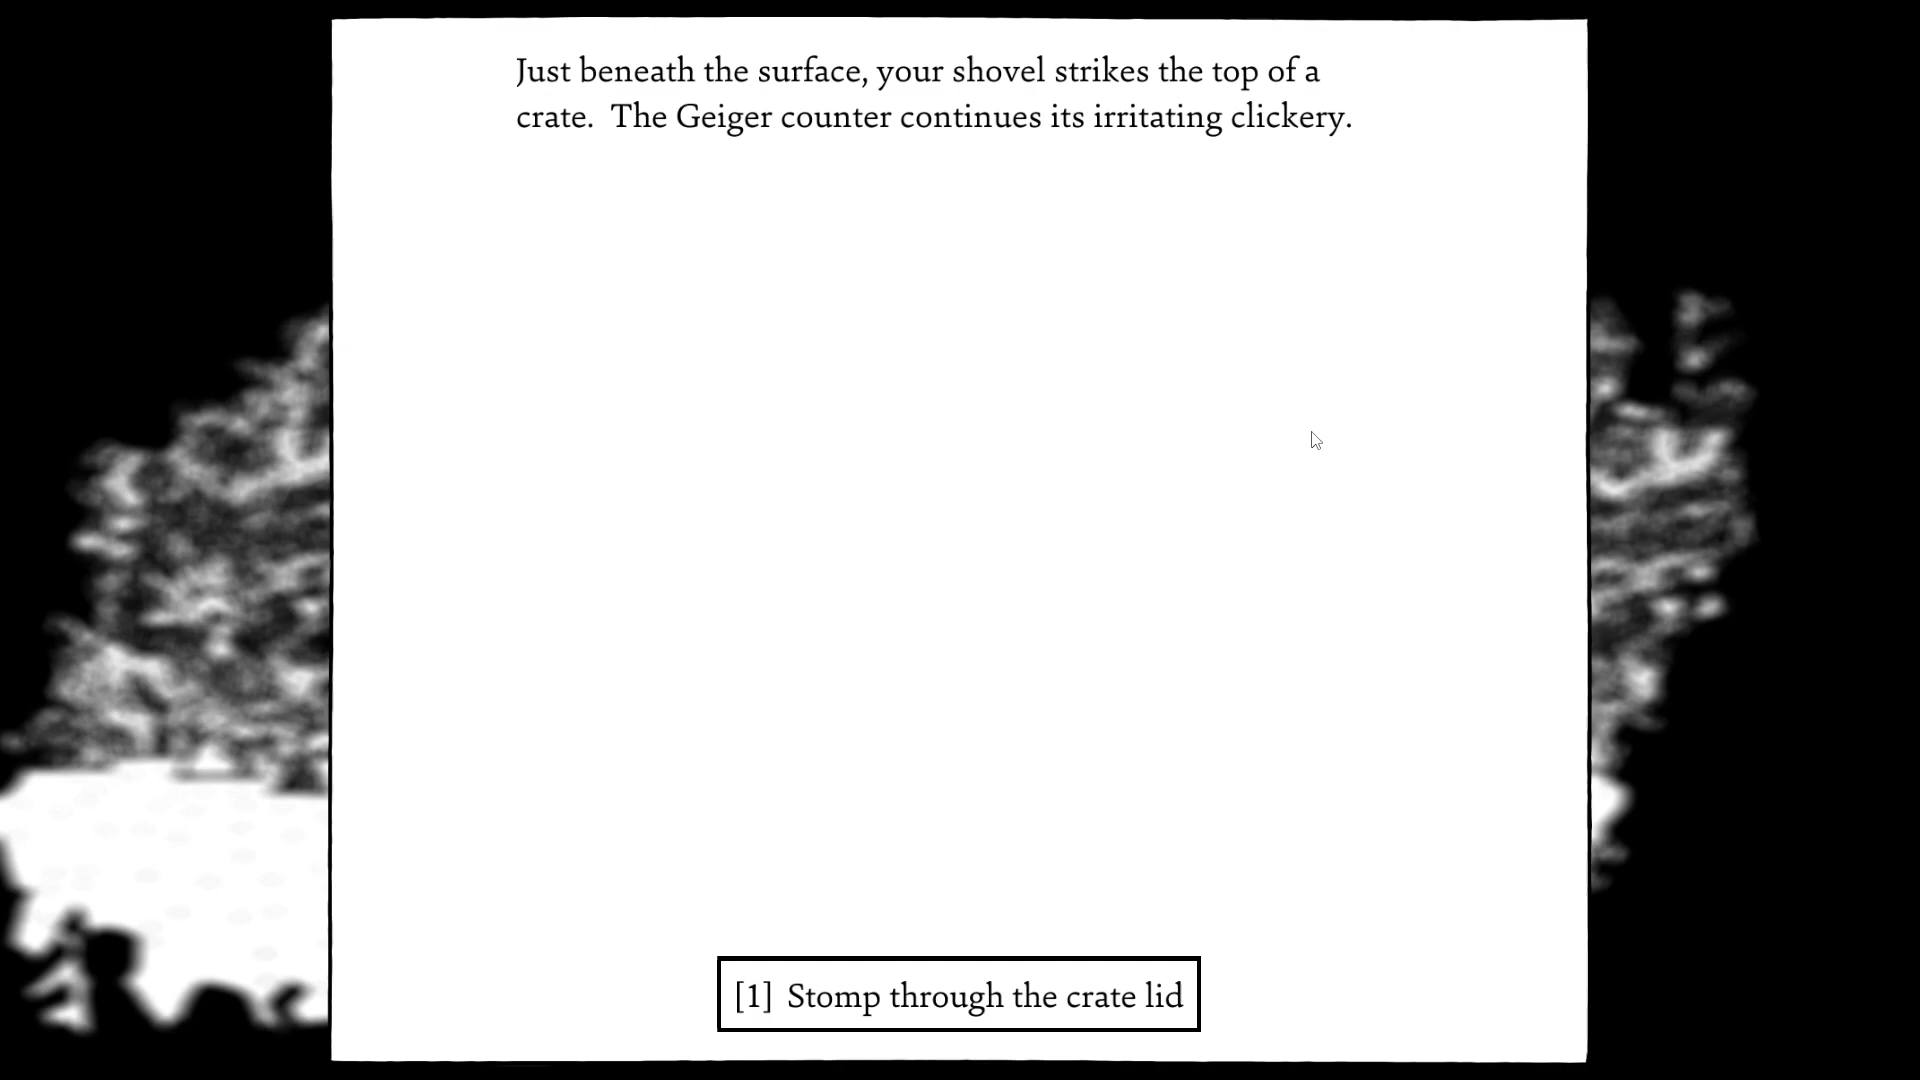 Just beneath the surface, your shovel strikes the top of a
crate.  The Geiger counter continues its irritating clickery.
[1]  Stomp through the crate lid